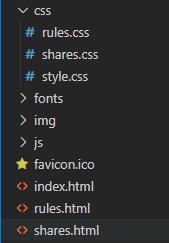 css
rules.css
shares.css
style.css
fonts
img
js
favicon.ico
index.html
rules.html
shares.html